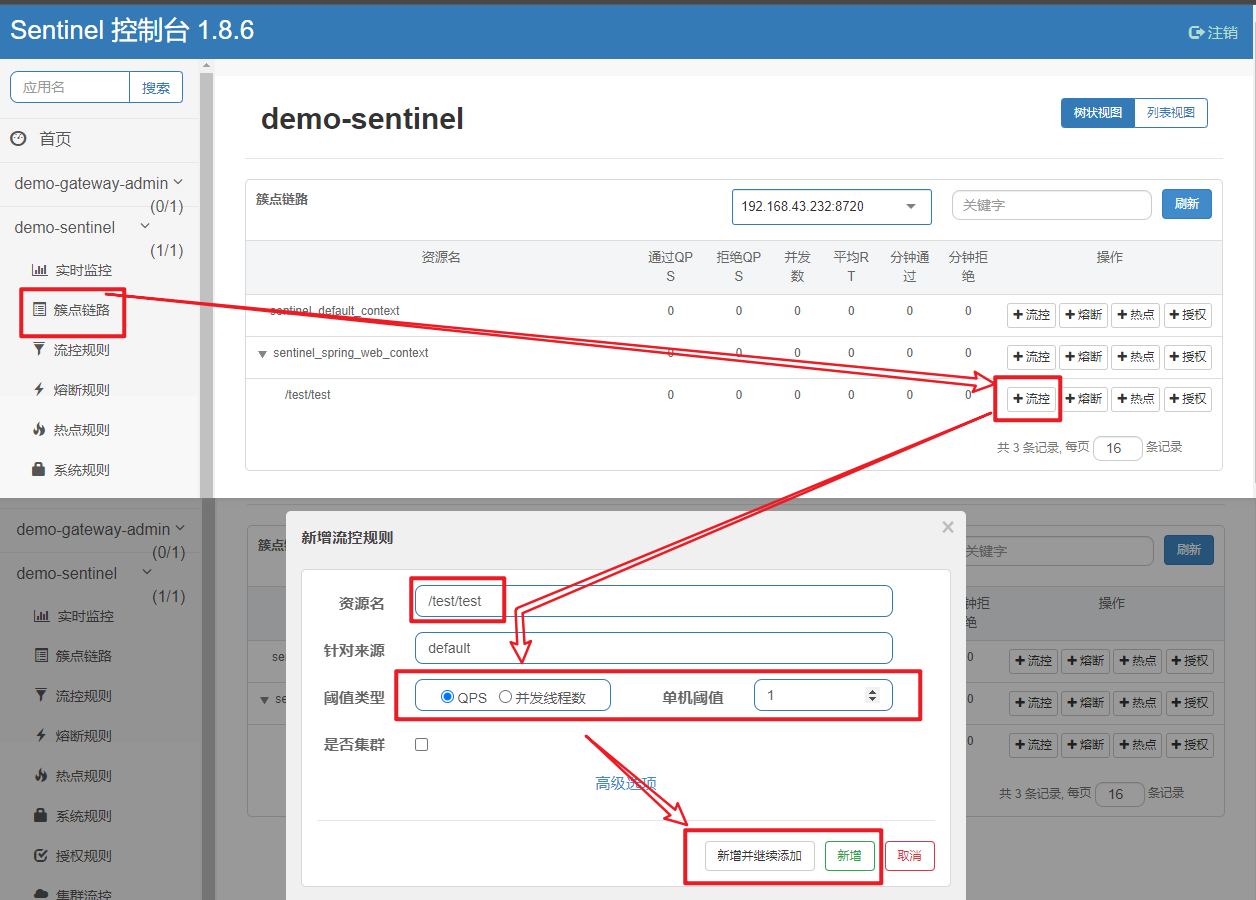 Sentinel 控制台 1.8.6
注销
应用名
搜索
首页
demo-gateway-admin
(0/1)
demo-sentinel
(1/1)
实时监控
簇点链路
流控规则
熔断规则
热点规则
系统规则
demo-sentinel
树状视图
列表视图
簇点链路
192.168.43.232:8720
关键字
刷新
资源名 通过QPS 拒绝QPS 并发数 平均RT 分钟通过 分钟拒绝 操作
sentinel_default_context 0 0 0 0 0 0 流控 熔断 热点 授权
sentinel_spring_web_context 0 0 0 0 0 0 流控 熔断 热点 授权
/test/test 0 0 0 0 0 0 流控 熔断 热点 授权
共 3 条记录, 每页 16 条记录
demo-gateway-admin
(0/1)
demo-sentinel
(1/1)
实时监控
簇点链路
流控规则
熔断规则
热点规则
系统规则
授权规则
集群流控
簇点
关键字
刷新
钟拒绝
操作
se
0 流控 熔断 热点 授权
se
0 流控 熔断 热点 授权
0 流控 熔断 热点 授权
共 3 条记录, 每页 16 条记录
新增流控规则
×
资源名 /test/test
针对来源 default
阈值类型 QPS 并发线程数 单机阈值 1
是否集群
高级选项
新增并继续添加 新增 取消